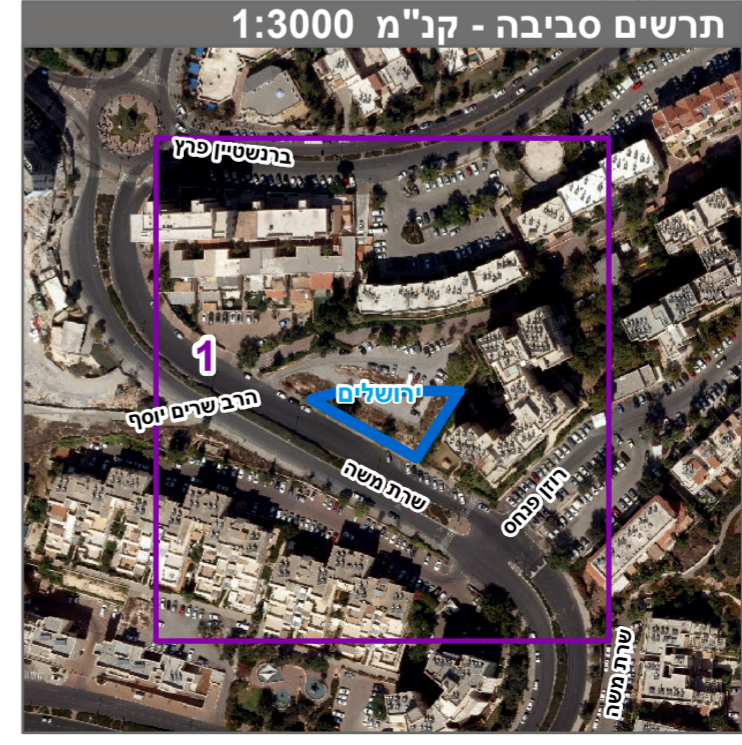 תרשים סביבה - קנ"מ 1:3000
ברנשטיין פרץ
1
ירושלים
הרב שרים יוסף
שרת משה
רוזן פנחס
שרת משה